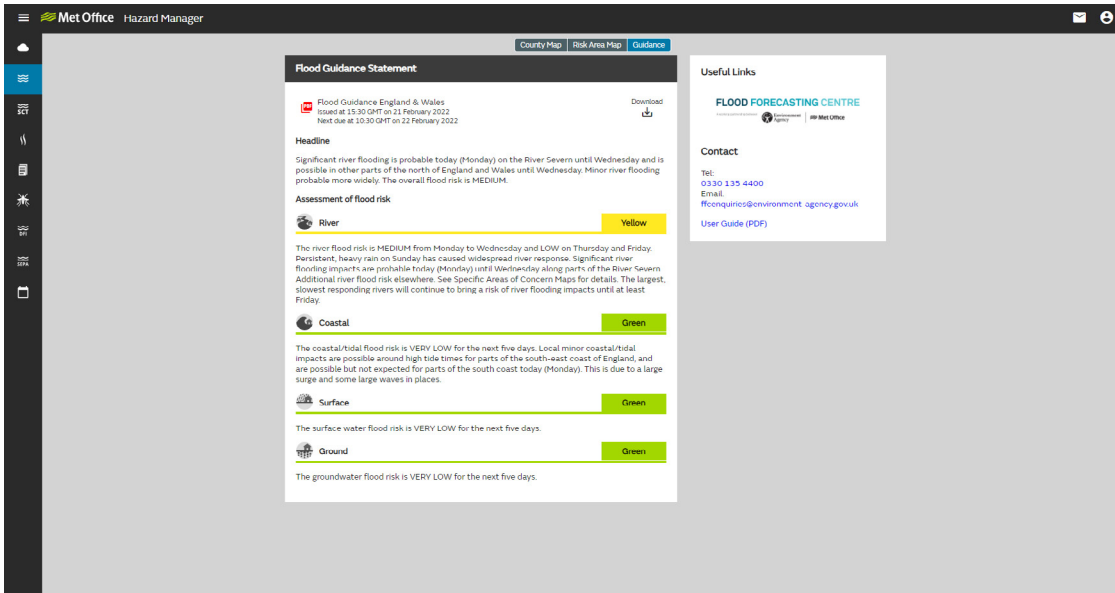 Met Office Hazard Manager
County Map Risk Area Map Guidance
Flood Guidance Statement
PDF
Flood Guidance England & Wales
Issued at 15:30 GMT on 21 February 2022
Next due at 10:30 GMT on 22 February 2022
Download
Headline
Significant river flooding is probable today (Monday) on the River Severn until Wednesday and is
possible in other parts of the north of England and Wales until Wednesday. Minor river flooding
probable more widely. The overall flood risk is MEDIUM.
Assessment of flood risk
River
Yellow
The river flood risk is MEDIUM from Monday to Wednesday and LOW on Thursday and Friday.
Persistent, heavy rain on Sunday has caused widespread river response. Significant river
flooding impacts are probable today (Monday) until Wednesday along parts of the River Severn
Additional river flood risk elsewhere. See Specific Areas of Concern Maps for details. The largest,
slowest responding rivers will continue to bring a risk of river flooding impacts until at least
Friday.
Coastal
Green
The coastal/tidal flood risk is VERY LOW for the next five days. Local minor coastal/tidal
impacts are possible around high tide times for parts of the south-east coast of England, and
are possible but not expected for parts of the south coast today (Monday). This is due to a large
surge and some large waves in places.
Surface
Green
The surface water flood risk is VERY LOW for the next five days.
Ground
Green
The groundwater flood risk is VERY LOW for the next five days.
Useful Links
FLOOD FORECASTING CENTRE
Environment
Agency
Met Office
Contact
Tel:
0330 135 4400
Email.
ffcenquiries@environment-agency.gov.uk
User Guide (PDF)
SCT
DFI
SEPA